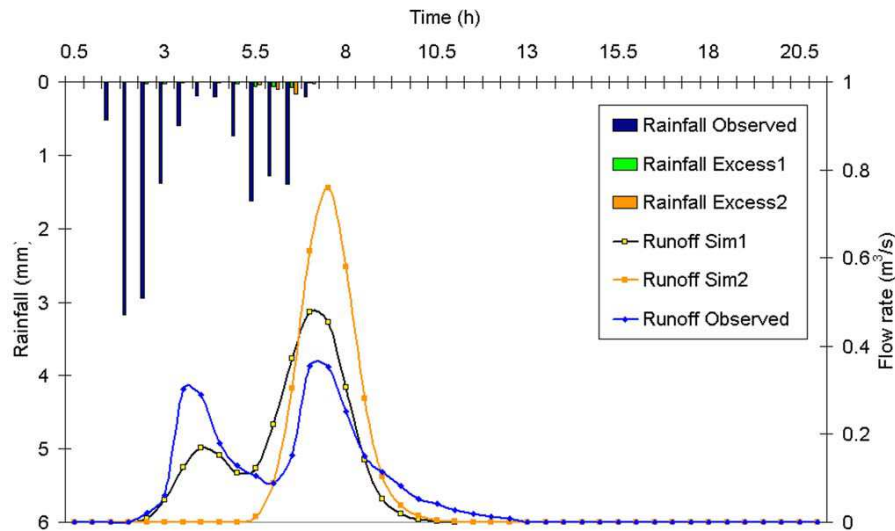 Time (h)
0.5 3 5.5 8 10.5 13 15.5 18 20.5
0 1
Rainfall Observed
1 Rainfall Excess1 0.8
Rainfall Excess2
2 Runoff Sim1
Runoff Sim2 0.6
Runoff Observed
3
0.4
4
5 0.2
6 0
Rainfall (mm)
Flow rate (m³/s)